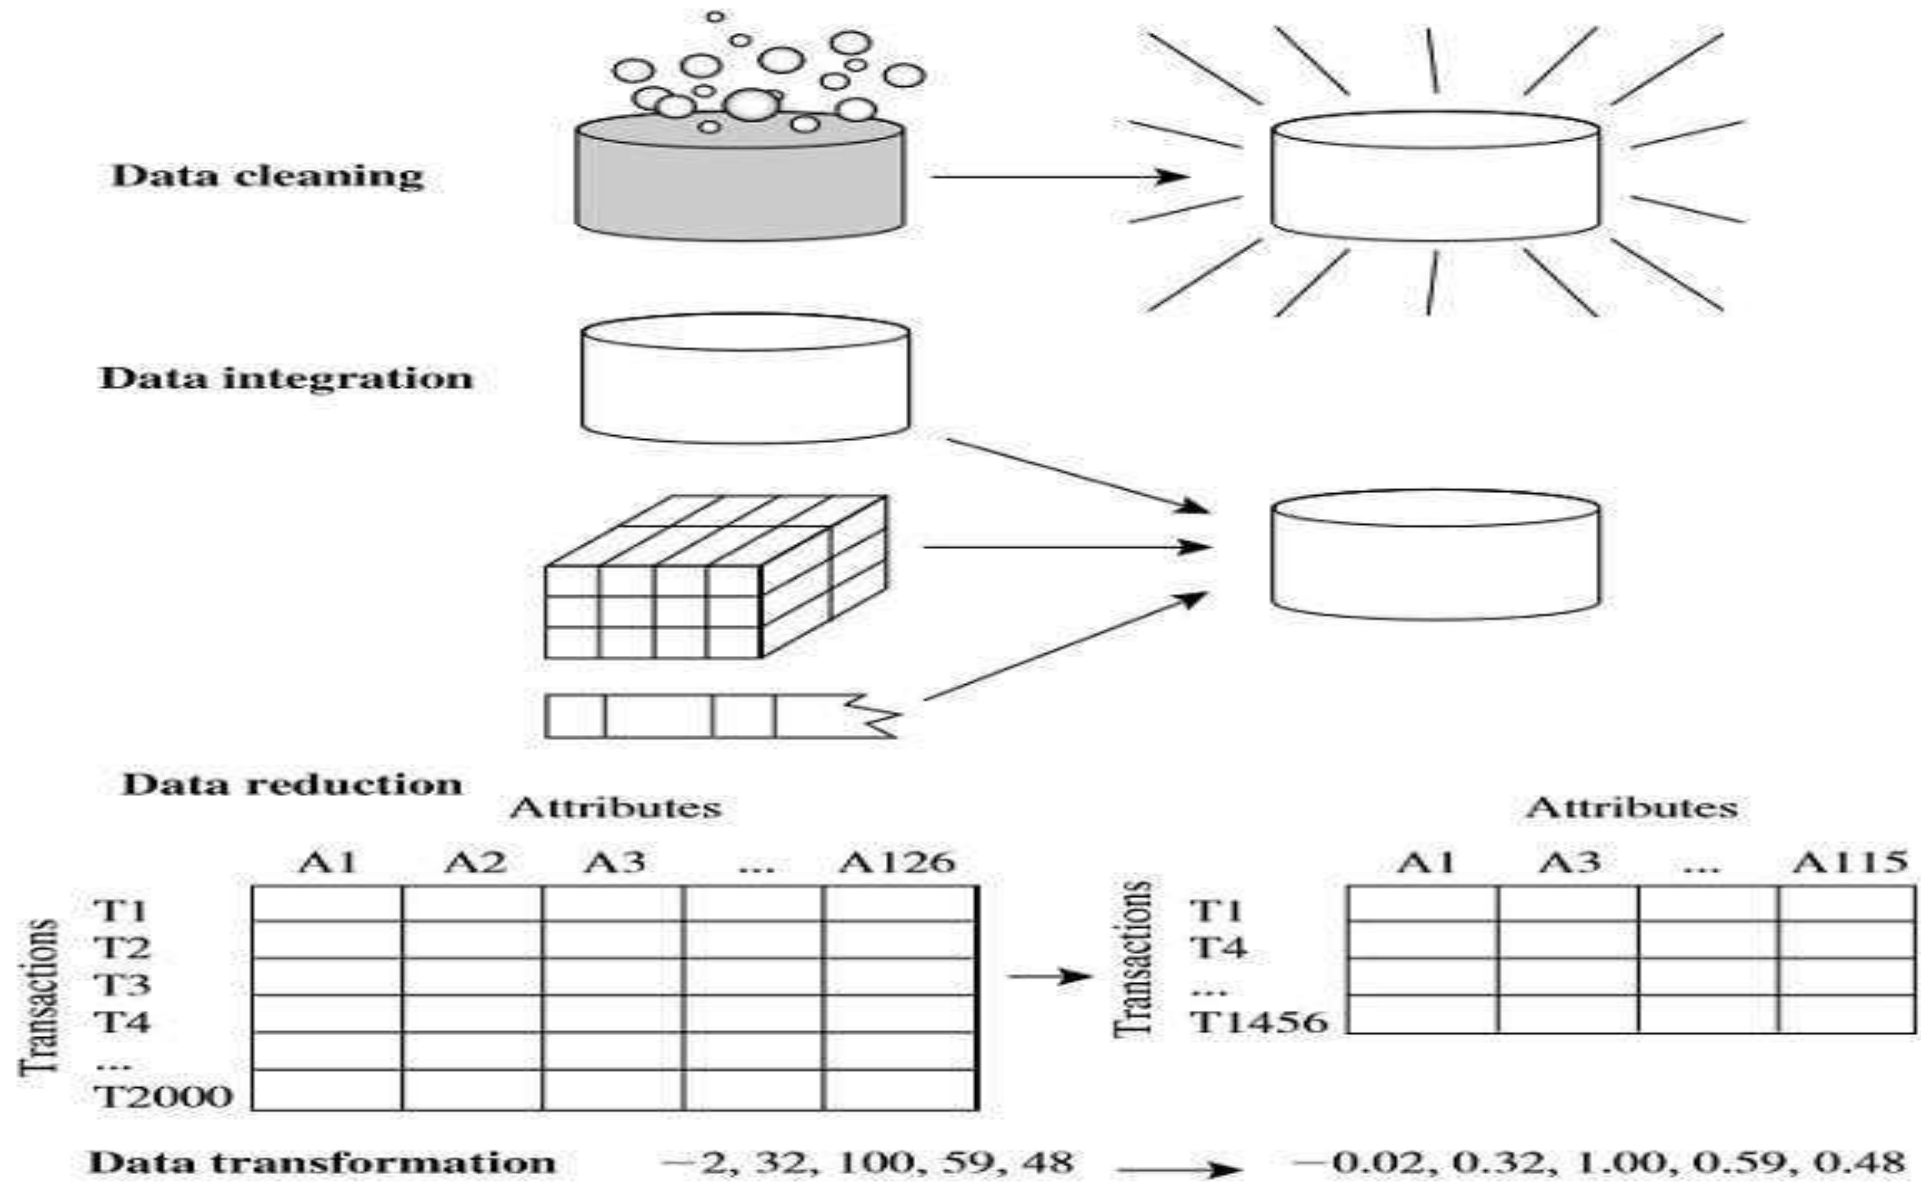 Data cleaning
Data integration
Data reduction
Attributes
A1 A2 A3 ... A126
Transactions
T1
T2
T3
T4
...
T2000
Attributes
A1 A3 ... A115
Transactions
T1
T4
...
T1456
Data transformation −2, 32, 100, 59, 48 −0.02, 0.32, 1.00, 0.59, 0.48